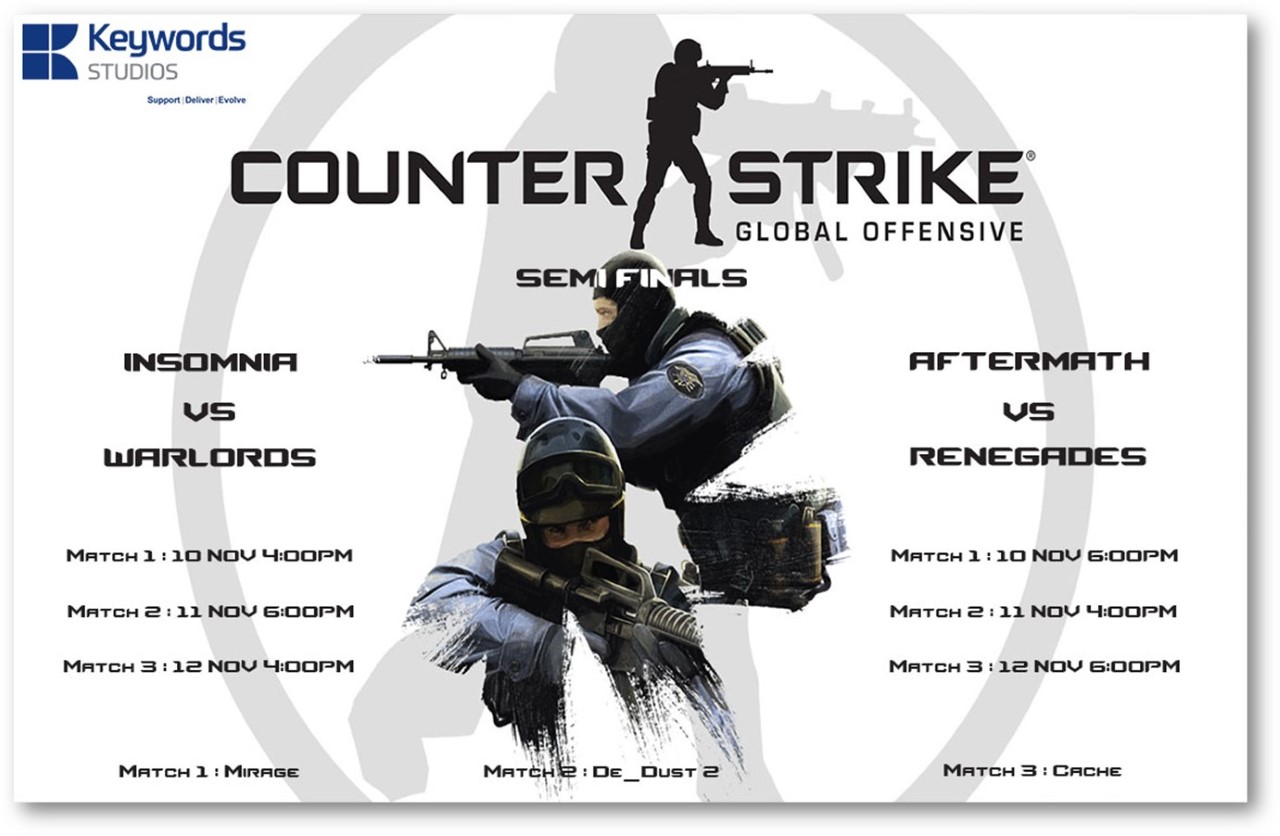 Keywords
STUDIOS
Support | Deliver | Evolve
COUNTER STRIKE®
GLOBAL OFFENSIVE
SEMI FINALS
INSOMNIA
VS
WARLORDS
AFTERMATH
VS
RENEGADES
Match 1 : 10 NOV 4:00PM
Match 2 : 11 NOV 6:00PM
Match 3 : 12 NOV 4:00PM
Match 1 : 10 NOV 6:00PM
Match 2 : 11 NOV 4:00PM
Match 3 : 12 NOV 6:00PM
Match 1 : Mirage
Match 2 : De_Dust 2
Match 3 : Cache